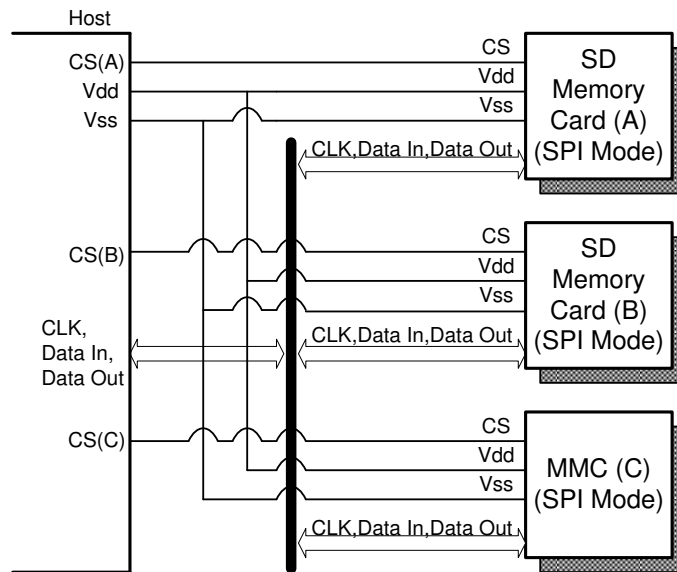 Host
CS(A)
Vdd
Vss
CS
Vdd
Vss
CLK,Data In,Data Out
SD
Memory
Card (A)
(SPI Mode)
CS(B)
CS
Vdd
Vss
CLK,Data In,Data Out
SD
Memory
Card (B)
(SPI Mode)
CLK,
Data In,
Data Out
CS(C)
CS
Vdd
Vss
CLK,Data In,Data Out
MMC (C)
(SPI Mode)